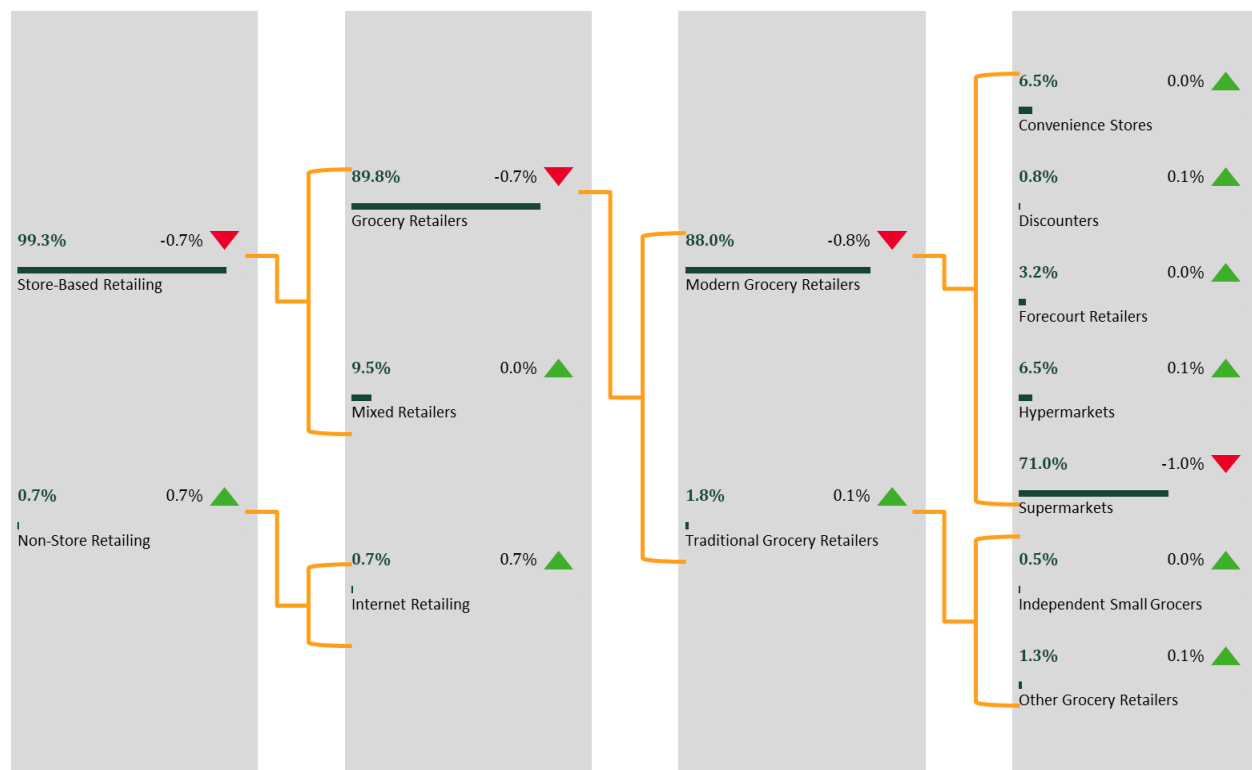 99.3% -0.7%
Store-Based Retailing
0.7% 0.7%
Non-Store Retailing
89.8% -0.7%
Grocery Retailers
9.5% 0.0%
Mixed Retailers
0.7% 0.7%
Internet Retailing
88.0% -0.8%
Modern Grocery Retailers
1.8% 0.1%
Traditional Grocery Retailers
6.5% 0.0%
Convenience Stores
0.8% 0.1%
Discounters
3.2% 0.0%
Forecourt Retailers
6.5% 0.1%
Hypermarkets
71.0% -1.0%
Supermarkets
0.5% 0.0%
Independent Small Grocers
1.3% 0.1%
Other Grocery Retailers